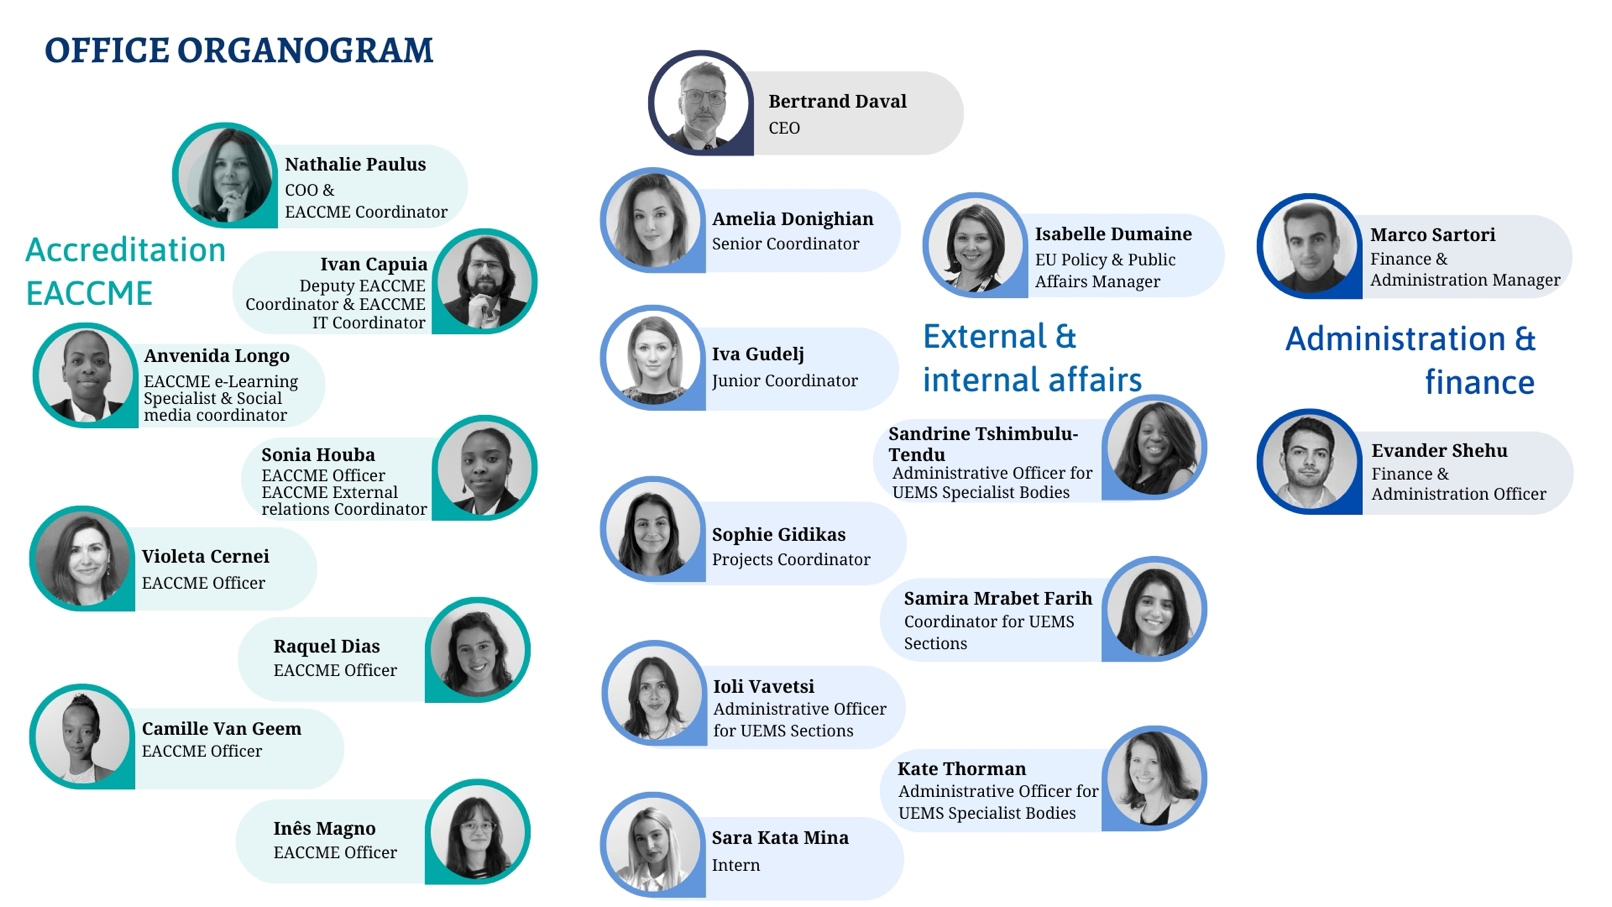 OFFICE ORGANOGRAM
Bertrand Daval
CEO
Nathalie Paulus
COO &
EACCME Coordinator
Accreditation
EACCME
Ivan Capuia
Deputy EACCME
Coordinator & EACCME
IT Coordinator
Anvenida Longo
EACCME e-Learning
Specialist & Social
media coordinator
Sonia Houba
EACCME Officer
EACCME External
relations Coordinator
Violeta Cernei
EACCME Officer
Raquel Dias
EACCME Officer
Camille Van Geem
EACCME Officer
Inês Magno
EACCME Officer
Amelia Donighian
Senior Coordinator
Iva Gudelj
Junior Coordinator
Sophie Gidikas
Projects Coordinator
Ioli Vavetsi
Administrative Officer
for UEMS Sections
Sara Kata Mina
Intern
Isabelle Dumaine
EU Policy & Public
Affairs Manager
External &
internal affairs
Sandrine Tshimbulu-
Tendu
Administrative Officer for
UEMS Specialist Bodies
Samira Mrabet Farih
Coordinator for UEMS
Sections
Kate Thorman
Administrative Officer for
UEMS Specialist Bodies
Marco Sartori
Finance &
Administration Manager
Administration &
finance
Evander Shehu
Finance &
Administration Officer